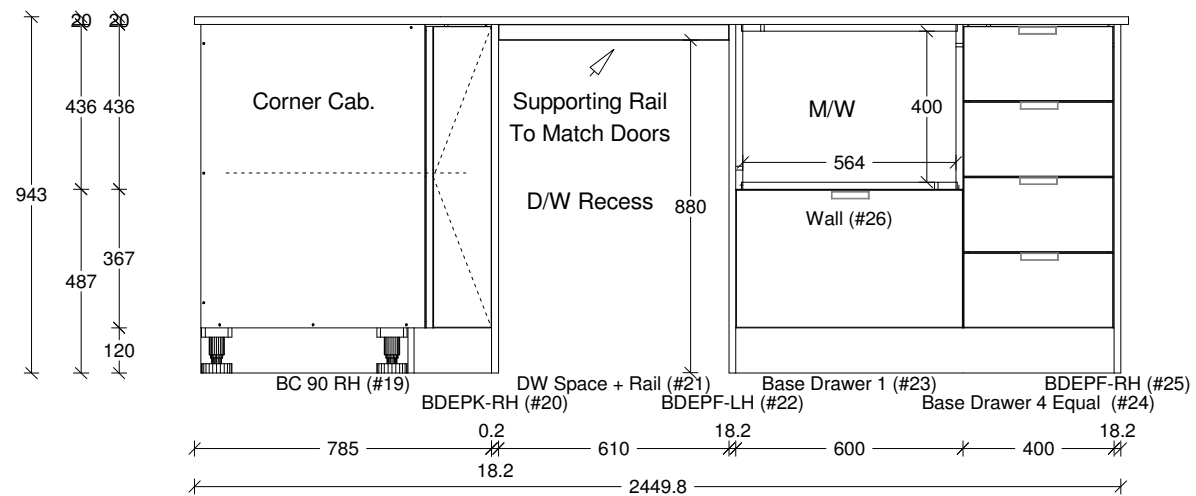 20 20
436 436
943
367
487
120
Corner Cab.
Supporting Rail
To Match Doors
D/W Recess
880
M/W
400
564
Wall (#26)
BC 90 RH (#19) DW Space + Rail (#21) Base Drawer 1 (#23) BDEPF-RH (#25)
BDEPK-RH (#20) BDEPF-LH (#22) Base Drawer 4 Equal (#24)
0.2 18.2 18.2
785 610 600 400
18.2
2449.8